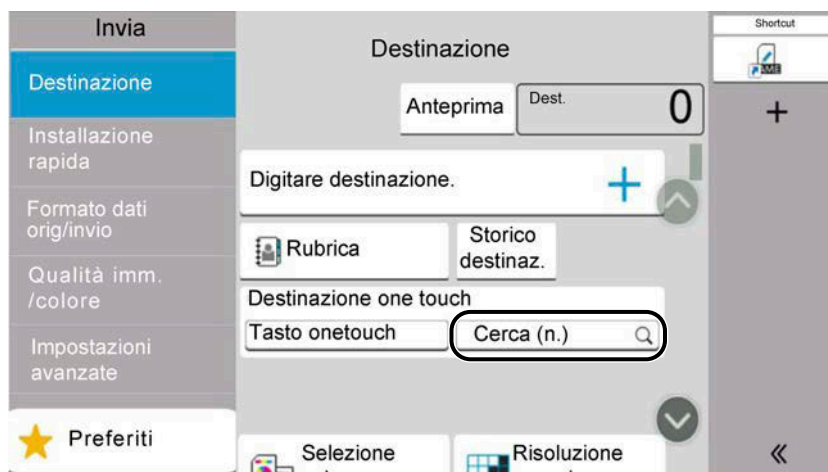 Invia
Destinazione
Installazione
rapida
Formato dati
orig/invio
Qualità imm.
/colore
Impostazioni
avanzate
Preferiti
Destinazione
Anteprima
Dest.
0
Digitare destinazione.
Rubrica
Storico
destinaz.
Destinazione one touch
Tasto onetouch
Cerca (n.)
Selezione
Risoluzione
Shortcut